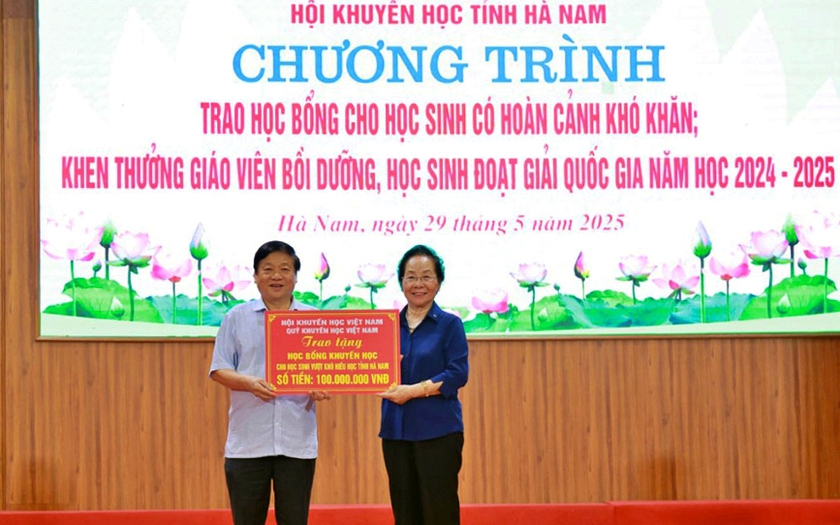 HỘI KHUYẾN HỌC TỈNH HÀ NAM
CHƯƠNG TRÌNH
TRAO HỌC BỔNG CHO HỌC SINH CÓ HOÀN CẢNH KHÓ KHĂN;
KHEN THƯỞNG GIÁO VIÊN BỒI DƯỠNG, HỌC SINH ĐOẠT GIẢI QUỐC GIA NĂM HỌC 2024 - 2025
Hà Nam, ngày 29 tháng 5 năm 2025
HỘI KHUYẾN HỌC VIỆT NAM
QUỸ KHUYẾN HỌC VIỆT NAM
Trao tặng
HỌC BỔNG KHUYẾN HỌC
CHO HỌC SINH VƯỢT KHÓ HIẾU HỌC TỈNH HÀ NAM
SỐ TIỀN: 100.000.000 VNĐ